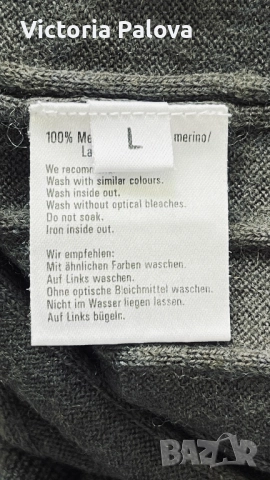 Victoria Palova
L
100% Me merino/
La
We recomm
Wash with similar colours.
Wash inside out.
Wash without optical bleaches.
Do not soak.
Iron inside out.
Wir empfehlen:
Mit ähnlichen Farben waschen.
Auf Links waschen.
Ohne optische Bleichmittel waschen.
Nicht im Wasser liegen lassen.
Auf Links bügeln.
BAZAR